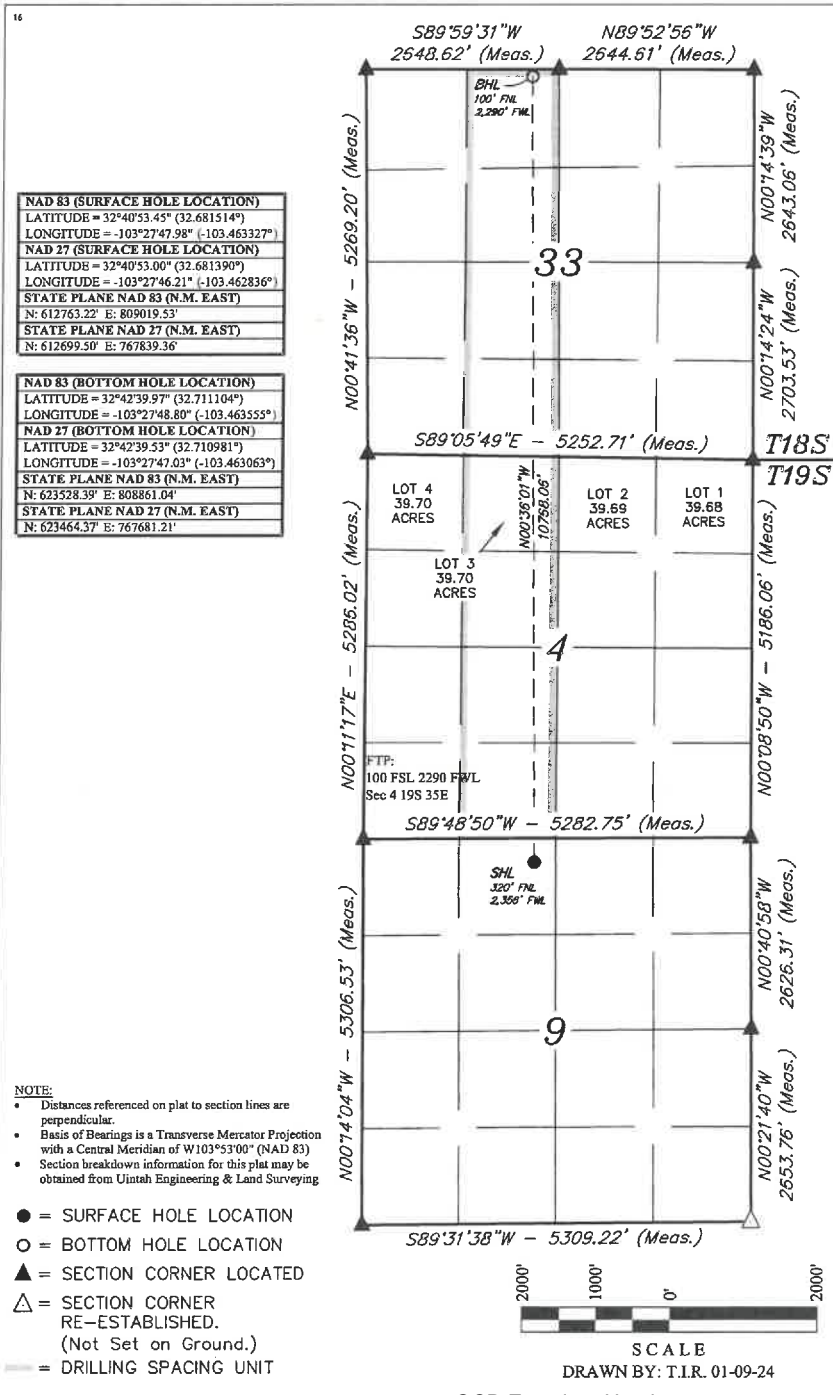 16
S89°59'31"W
2648.62' (Meas.)
N89°52'56"W
2644.61' (Meas.)
BHL
100' FNL
2,290' FWL
N00°41'36"W – 5269.20' (Meas.)
N00°14'39"W
2643.06' (Meas.)
33
N00°14'24"W
2703.53' (Meas.)
NAD 83 (SURFACE HOLE LOCATION)
LATITUDE = 32°40'53.45" (32.681514°)
LONGITUDE = -103°27'47.98" (-103.463327°)
NAD 27 (SURFACE HOLE LOCATION)
LATITUDE = 32°40'53.00" (32.681390°)
LONGITUDE = -103°27'46.21" (-103.462836°)
STATE PLANE NAD 83 (N.M. EAST)
N: 612763.22' E: 809019.53'
STATE PLANE NAD 27 (N.M. EAST)
N: 612699.50' E: 767839.36'
NAD 83 (BOTTOM HOLE LOCATION)
LATITUDE = 32°42'39.97" (32.711104°)
LONGITUDE = -103°27'48.80" (-103.463555°)
NAD 27 (BOTTOM HOLE LOCATION)
LATITUDE = 32°42'39.53" (32.710981°)
LONGITUDE = -103°27'47.03" (-103.463063°)
STATE PLANE NAD 83 (N.M. EAST)
N: 623528.39' E: 808861.04'
STATE PLANE NAD 27 (N.M. EAST)
N: 623464.37' E: 767681.21'
S89°05'49"E – 5252.71' (Meas.)
T18S
T19S
LOT 4
39.70
ACRES
LOT 3
39.70
ACRES
N00°36'01"W
10768.06'
LOT 2
39.69
ACRES
LOT 1
39.68
ACRES
N00°11'17"E – 5286.02' (Meas.)
4
N00°08'50"W – 5186.06' (Meas.)
FTP:
100 FSL 2290 FWL
Sec 4 19S 35E
S89°48'50"W – 5282.75' (Meas.)
SHL
320' FNL
2,356' FWL
N00°14'04"W – 5306.53' (Meas.)
N00°40'58"W
2626.31' (Meas.)
9
N00°21'40"W
2653.76' (Meas.)
S89°31'38"W – 5309.22' (Meas.)
NOTE:
• Distances referenced on plat to section lines are
perpendicular.
• Basis of Bearings is a Transverse Mercator Projection
with a Central Meridian of W103°53'00" (NAD 83)
• Section breakdown information for this plat may be
obtained from Uintah Engineering & Land Surveying
● = SURFACE HOLE LOCATION
○ = BOTTOM HOLE LOCATION
▲ = SECTION CORNER LOCATED
△ = SECTION CORNER
RE-ESTABLISHED.
(Not Set on Ground.)
= DRILLING SPACING UNIT
2000' 1000' 0' 2000'
SCALE
DRAWN BY: T.I.R. 01-09-24